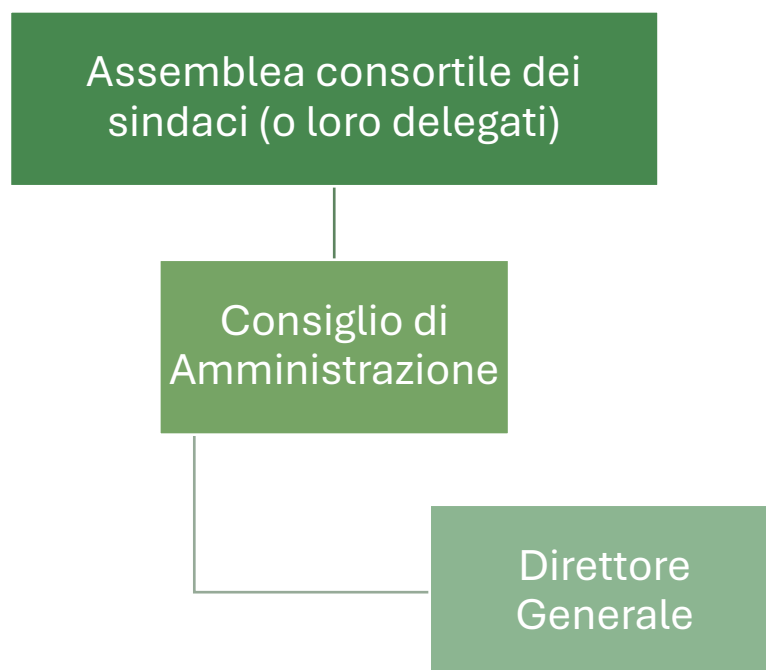 Assemblea consortile dei
sindaci (o loro delegati)
Consiglio di
Amministrazione
Direttore
Generale